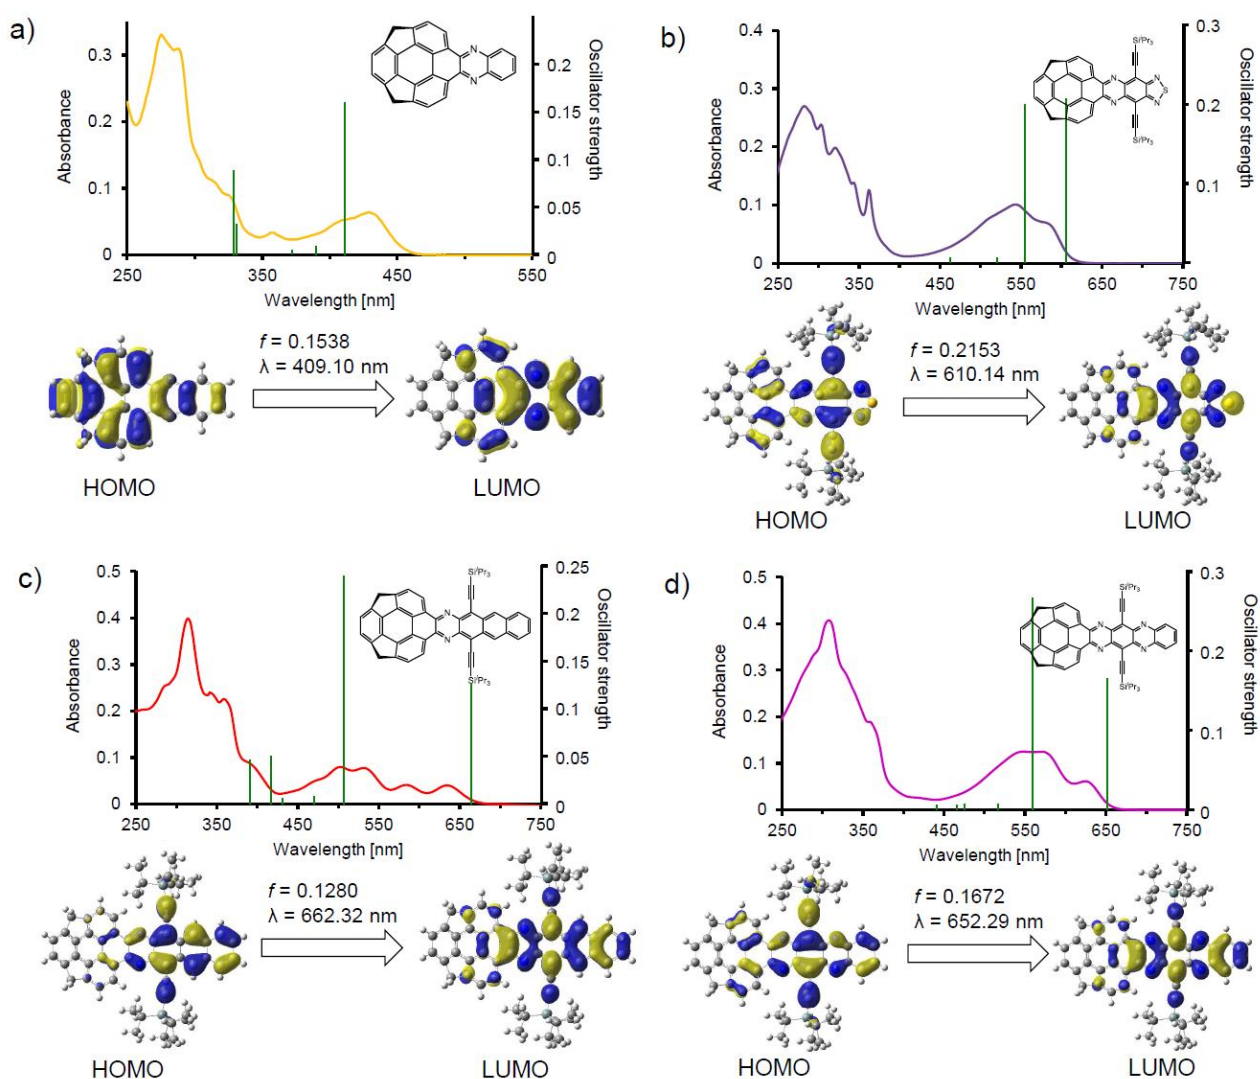 a)
Absorbance
0.3
0.2
0.1
0
250
350
450
550
Wavelength [nm]
0.2
0.15
0.1
0.05
0
Oscillator strength
N
N
f = 0.1538
λ = 409.10 nm
HOMO
LUMO
b)
Absorbance
0.4
0.3
0.2
0.1
0
250
350
450
550
650
750
Wavelength [nm]
0.3
0.2
0.1
0
Oscillator strength
SiⁱPr₃
N
N
N
S
N
SiⁱPr₃
f = 0.2153
λ = 610.14 nm
HOMO
LUMO
c)
Absorbance
0.5
0.4
0.3
0.2
0.1
0
250
350
450
550
650
750
Wavelength [nm]
0.25
0.2
0.15
0.1
0.05
0
Oscillator strength
SiⁱPr₃
N
N
SiⁱPr₃
f = 0.1280
λ = 662.32 nm
HOMO
LUMO
d)
Absorbance
0.5
0.4
0.3
0.2
0.1
0
250
350
450
550
650
750
Wavelength [nm]
0.3
0.2
0.1
0
Oscillator strength
SiⁱPr₃
N
N
N
N
SiⁱPr₃
f = 0.1672
λ = 652.29 nm
HOMO
LUMO